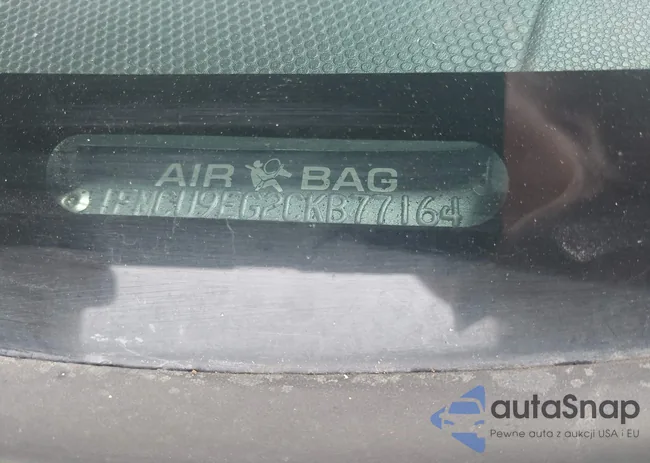 AIR BAG
1FMCU9EG2CKB77164
autaSnap
Pewne auta z aukcji USA i EU